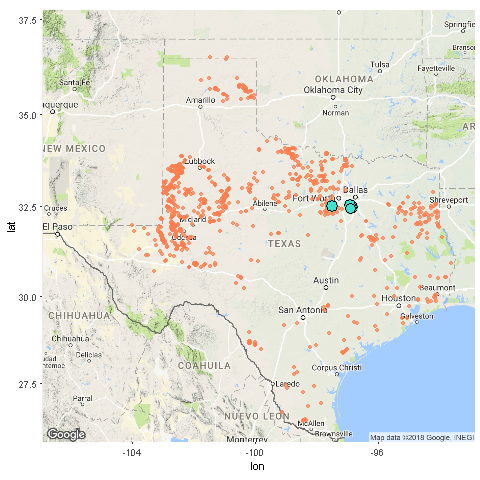 37.5
35.0
32.5
30.0
27.5
lat
-104
-100
-96
lon
Springfield
Branson
Tulsa
Fayetteville
Santa Fe
OKLAHOMA
Oklahoma City
Amarillo
Norman
NEW MEXICO
Lubbock
Dallas
Fort Worth
Abilene
Shreveport
Cruces
Midland
Odessa
El Paso
TEXAS
Austin
Beaumont
Houston
San Antonio
Galveston
CHIHUAHUA
Chihuahua
Delicias
COAHUILA
Corpus Christi
Laredo
Parral
NUEVO LEON
McAllen
Brownsville
Monterrey
Google
Map data ©2018 Google, INEGI